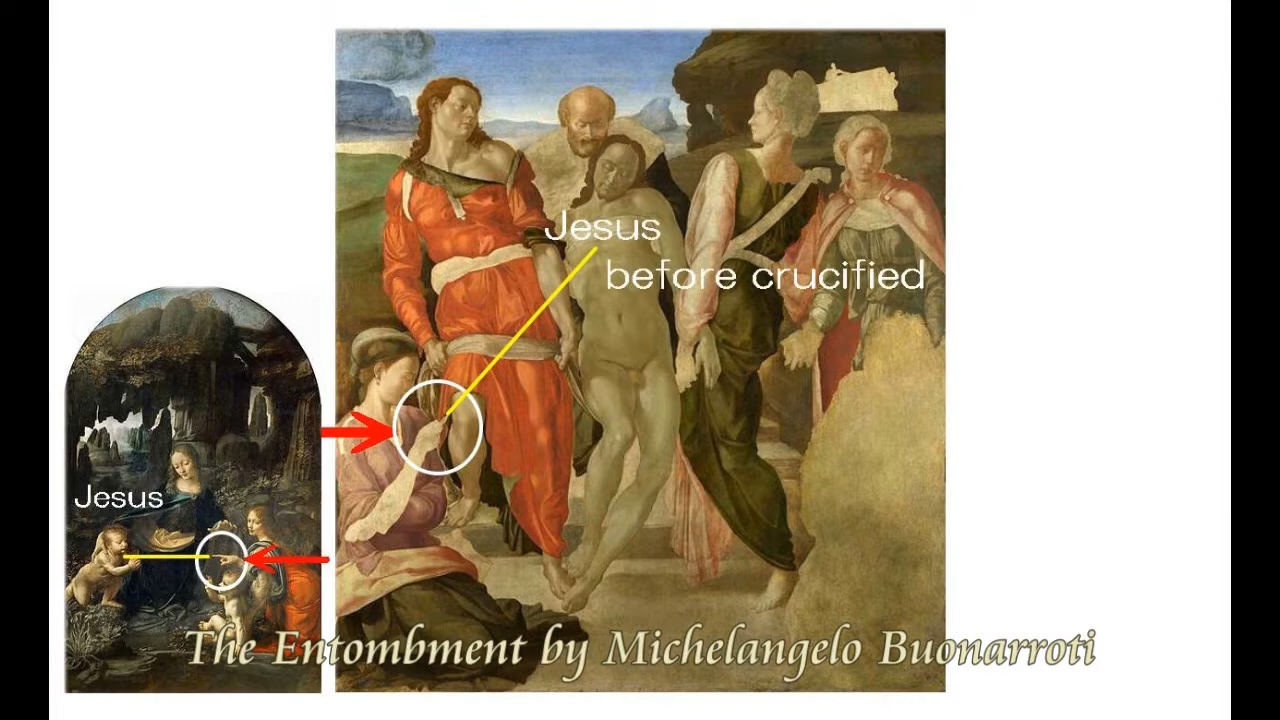 Jesus
before crucified
Jesus
The Entombment by Michelangelo Buonarroti